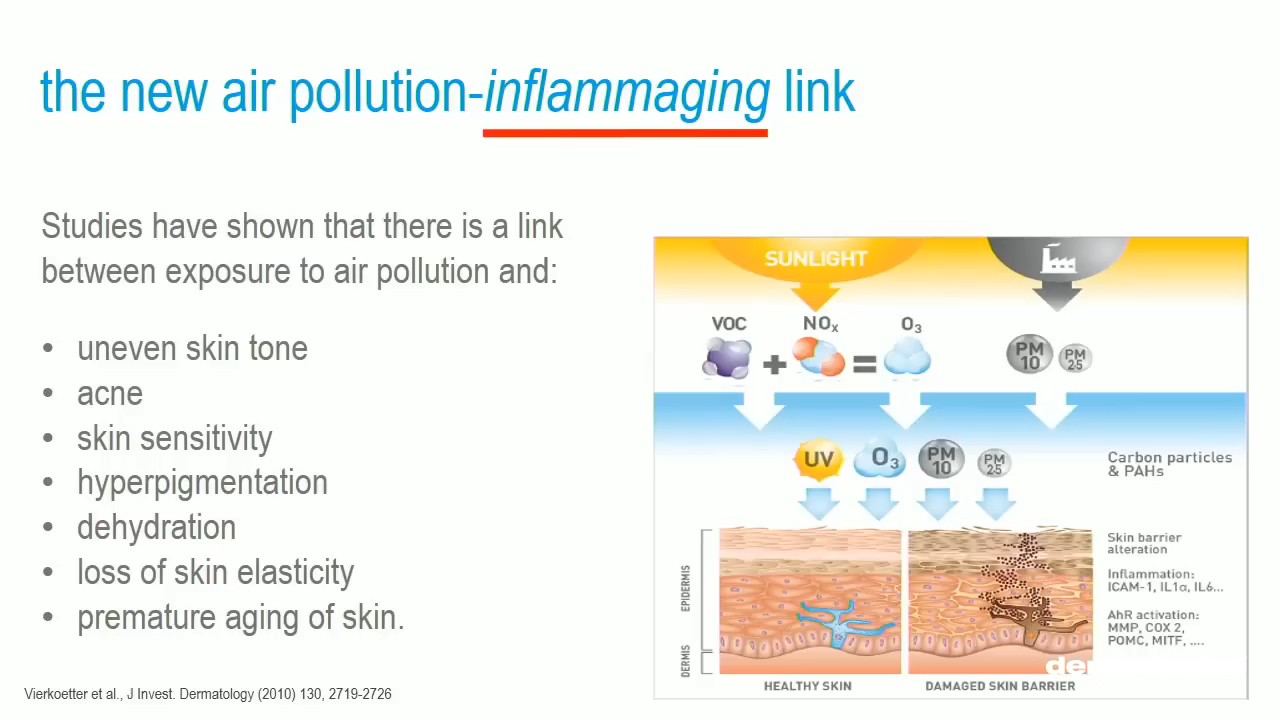 the new air pollution-inflammaging link
Studies have shown that there is a link
between exposure to air pollution and:
• uneven skin tone
• acne
• skin sensitivity
• hyperpigmentation
• dehydration
• loss of skin elasticity
• premature aging of skin.
Vierkoetter et al., J Invest. Dermatology (2010) 130, 2719-2726
SUNLIGHT
VOC
NOx
O3
+
=
PM
10
PM
25
UV
O3
PM
10
PM
25
Carbon particles
& PAHs
EPIDERMIS
DERMIS
Skin barrier
alteration
Inflammation:
ICAM-1, IL1α, IL6...
AhR activation:
MMP, COX 2,
POMC, MITF, ....
HEALTHY SKIN
DAMAGED SKIN BARRIER